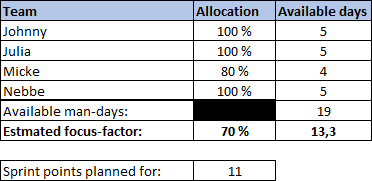 Team Allocation Available days
Johnny 100 % 5
Julia 100 % 5
Micke 80 % 4
Nebbe 100 % 5
Available man-days: 19
Estmated focus-factor: 70 % 13,3
Sprint points planned for: 11